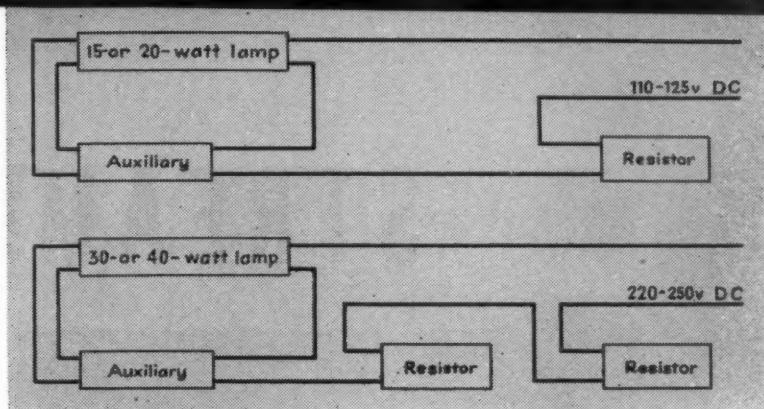 15-or 20-watt lamp
110-125v DC
Auxiliary
Resistor
30-or 40-watt lamp
220-250v DC
Auxiliary
Resistor
Resistor